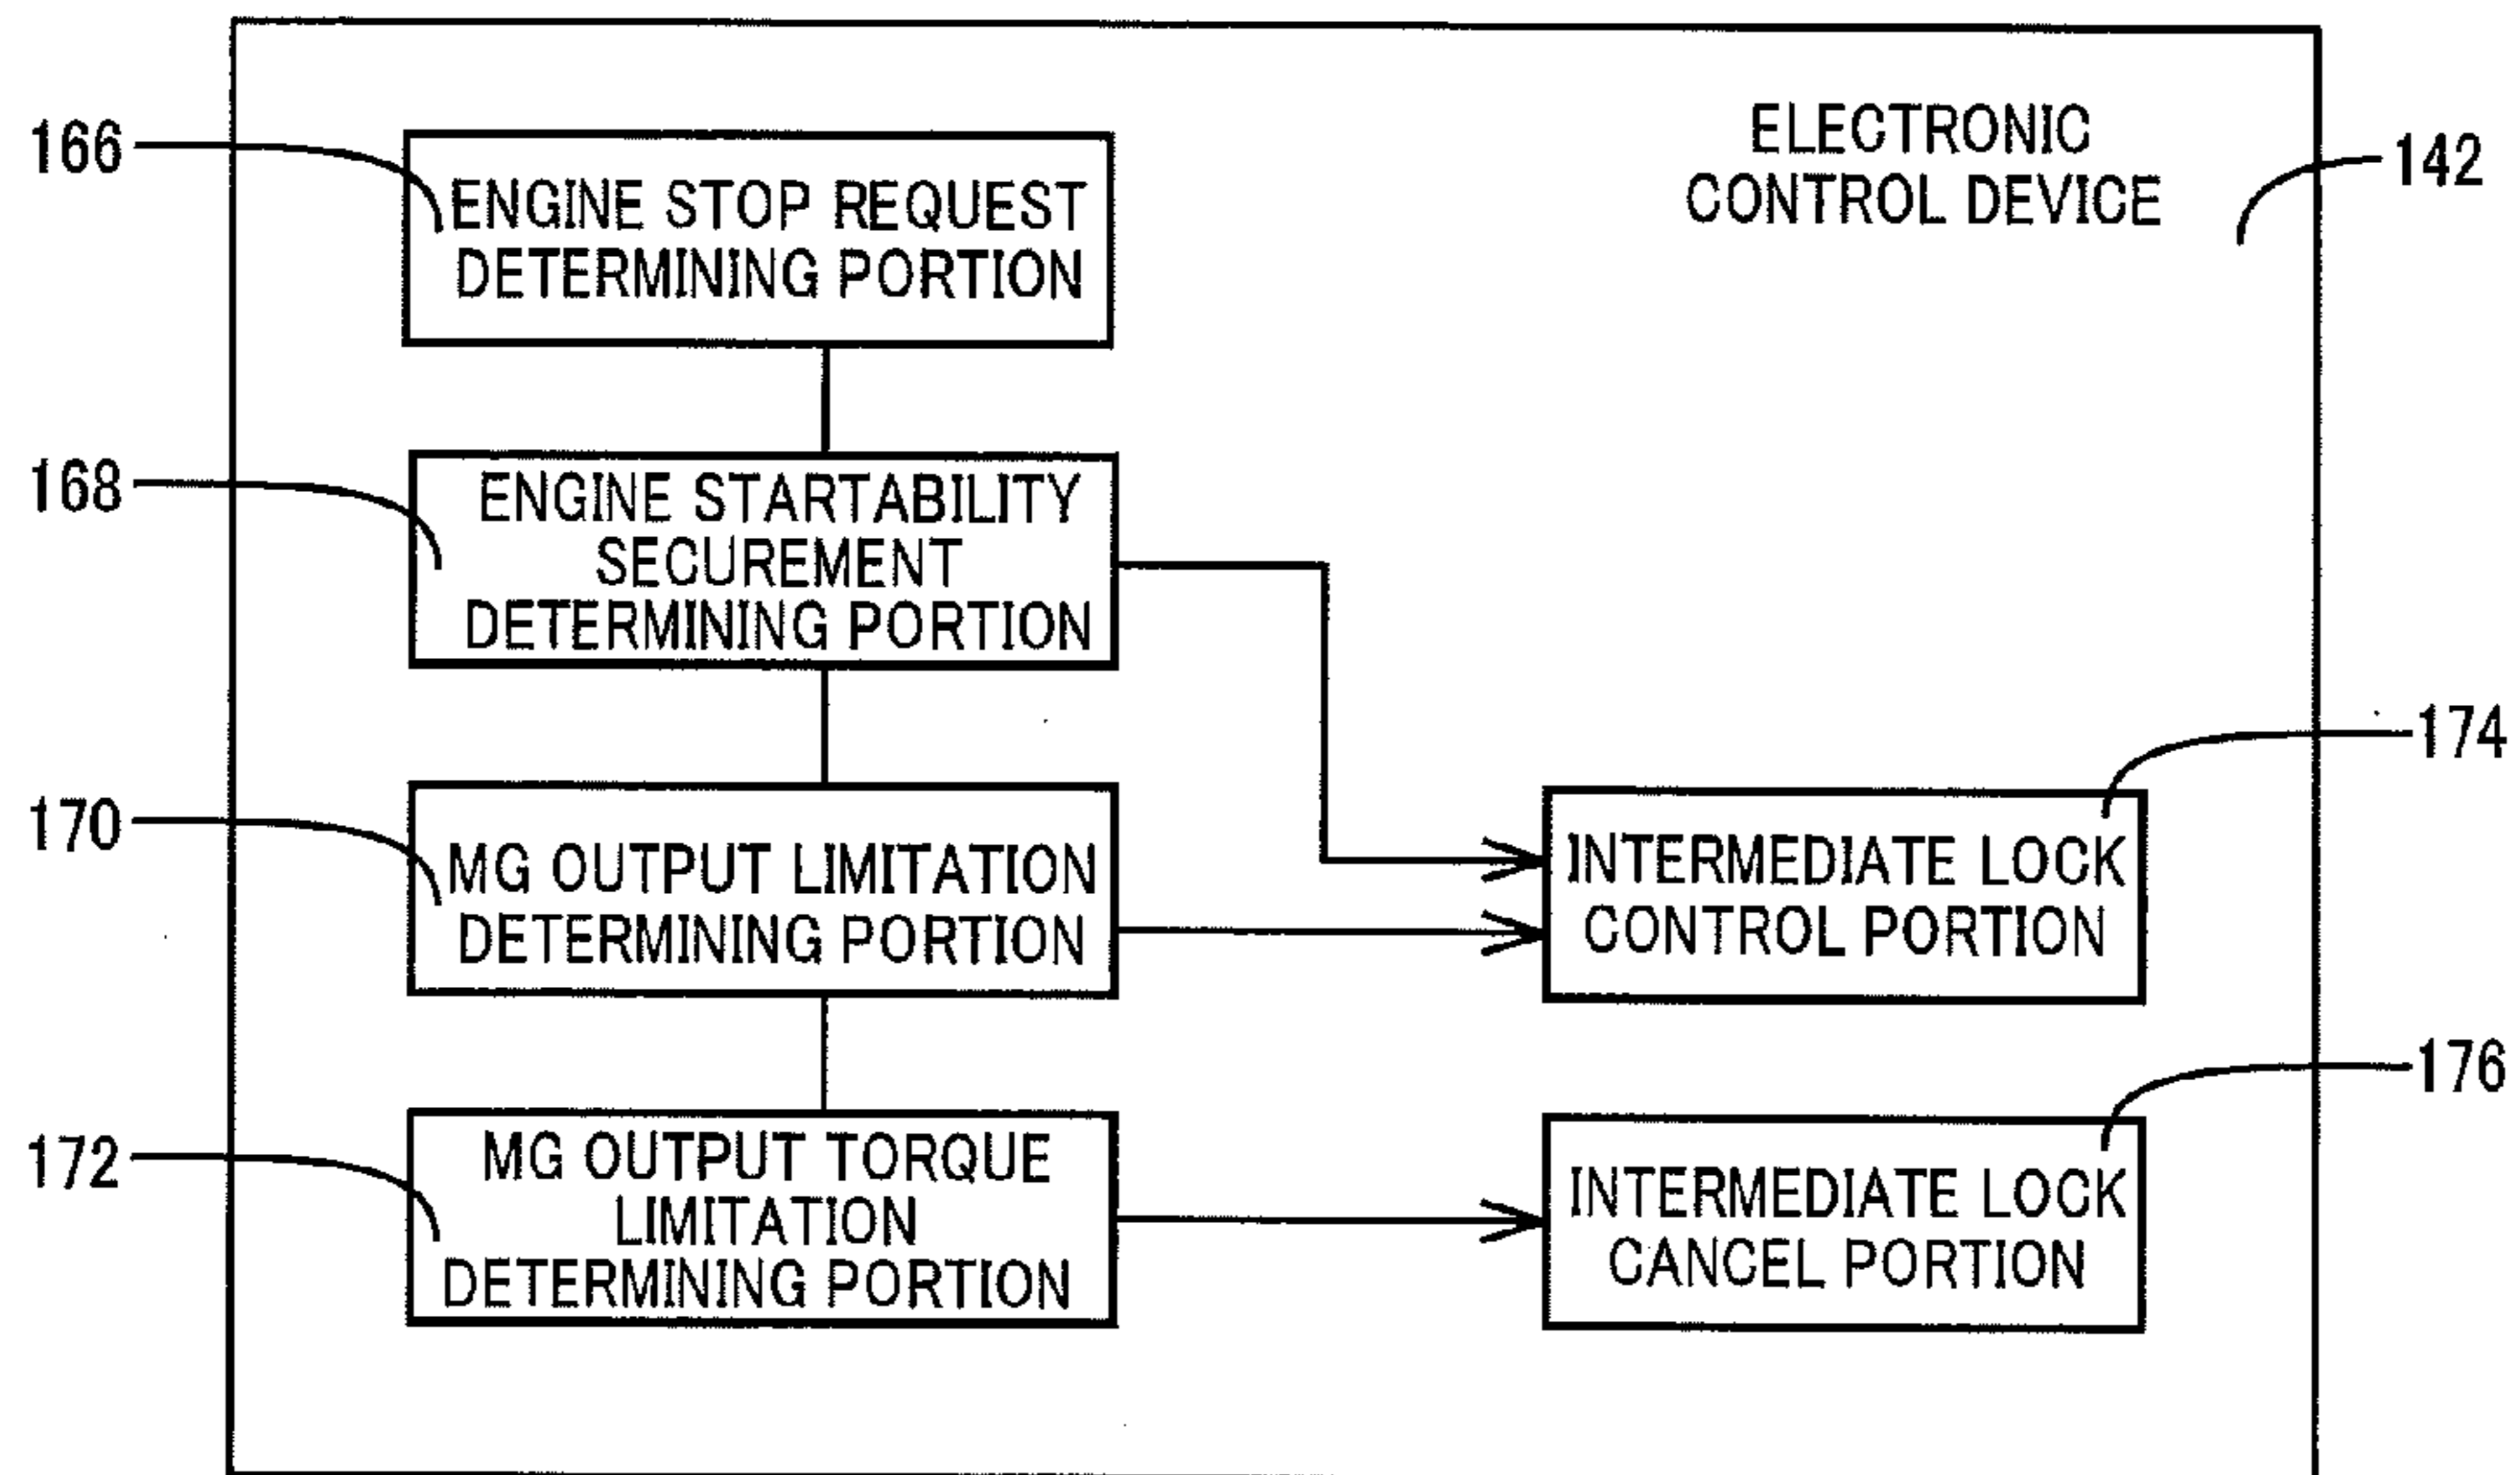 ELECTRONIC
CONTROL DEVICE
142
166
ENGINE STOP REQUEST
DETERMINING PORTION
168
ENGINE STARTABILITY
SECUREMENT
DETERMINING PORTION
170
MG OUTPUT LIMITATION
DETERMINING PORTION
174
INTERMEDIATE LOCK
CONTROL PORTION
172
MG OUTPUT TORQUE
LIMITATION
DETERMINING PORTION
176
INTERMEDIATE LOCK
CANCEL PORTION